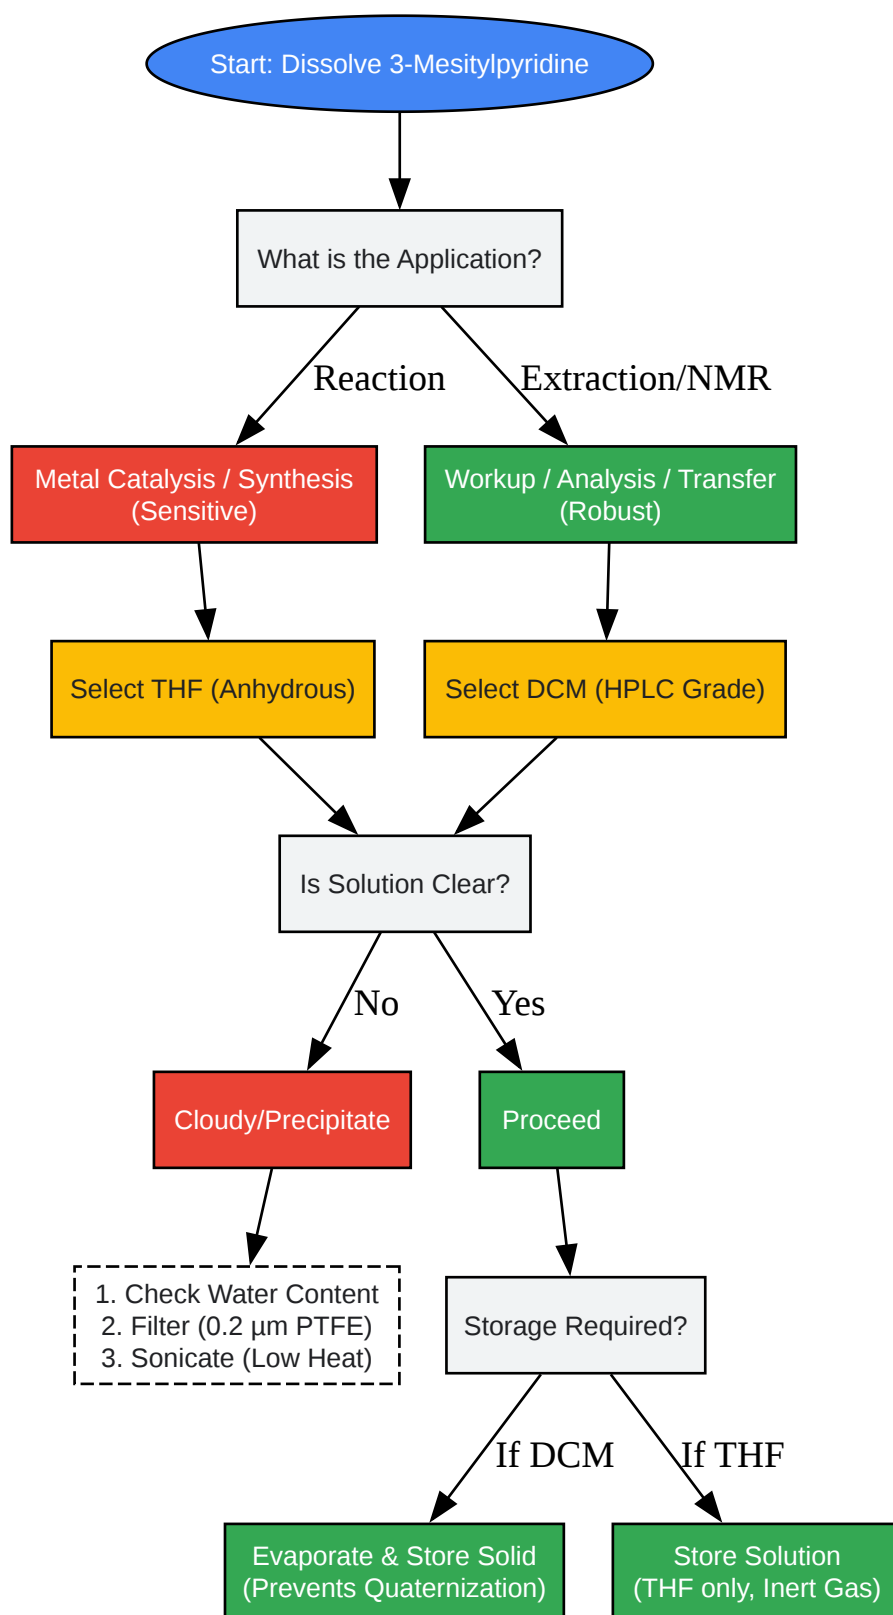 Start: Dissolve 3-Mesitylpyridine
What is the Application?
Reaction
Extraction/NMR
Metal Catalysis / Synthesis
(Sensitive)
Workup / Analysis / Transfer
(Robust)
Select THF (Anhydrous)
Select DCM (HPLC Grade)
Is Solution Clear?
No
Yes
Cloudy/Precipitate
Proceed
1. Check Water Content
2. Filter (0.2 µm PTFE)
3. Sonicate (Low Heat)
Storage Required?
If DCM
If THF
Evaporate & Store Solid
(Prevents Quaternization)
Store Solution
(THF only, Inert Gas)